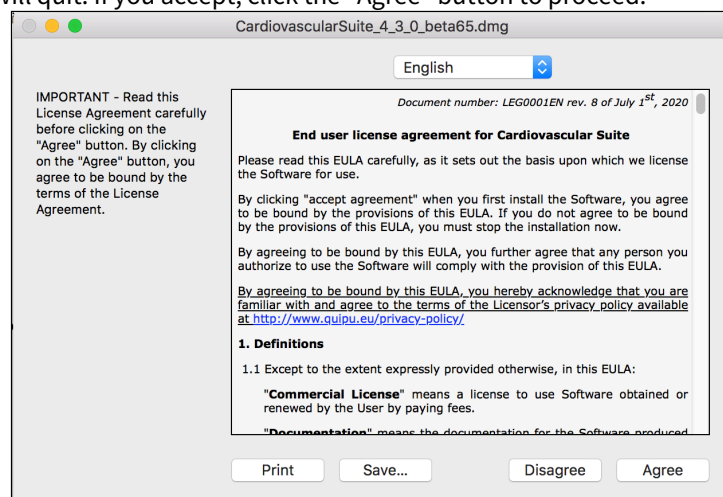 will quit. If you accept, click the "Agree" button to proceed.
CardiovascularSuite_4_3_0_beta65.dmg
English
IMPORTANT - Read this
License Agreement carefully
before clicking on the
"Agree" button. By clicking
on the "Agree" button, you
agree to be bound by the
terms of the License
Agreement.
Document number: LEG0001EN rev. 8 of July 1st, 2020
End user license agreement for Cardiovascular Suite
Please read this EULA carefully, as it sets out the basis upon which we license
the Software for use.
By clicking "accept agreement" when you first install the Software, you agree
to be bound by the provisions of this EULA. If you do not agree to be bound
by the provisions of this EULA, you must stop the installation now.
By agreeing to be bound by this EULA, you further agree that any person you
authorize to use the Software will comply with the provision of this EULA.
By agreeing to be bound by this EULA, you hereby acknowledge that you are
familiar with and agree to the terms of the Licensor's privacy policy available
at http://www.quipu.eu/privacy-policy/
1. Definitions
1.1 Except to the extent expressly provided otherwise, in this EULA:
"Commercial License" means a license to use Software obtained or
renewed by the User by paying fees.
"Documentation" means the documentation for the Software produced
Print Save... Disagree Agree